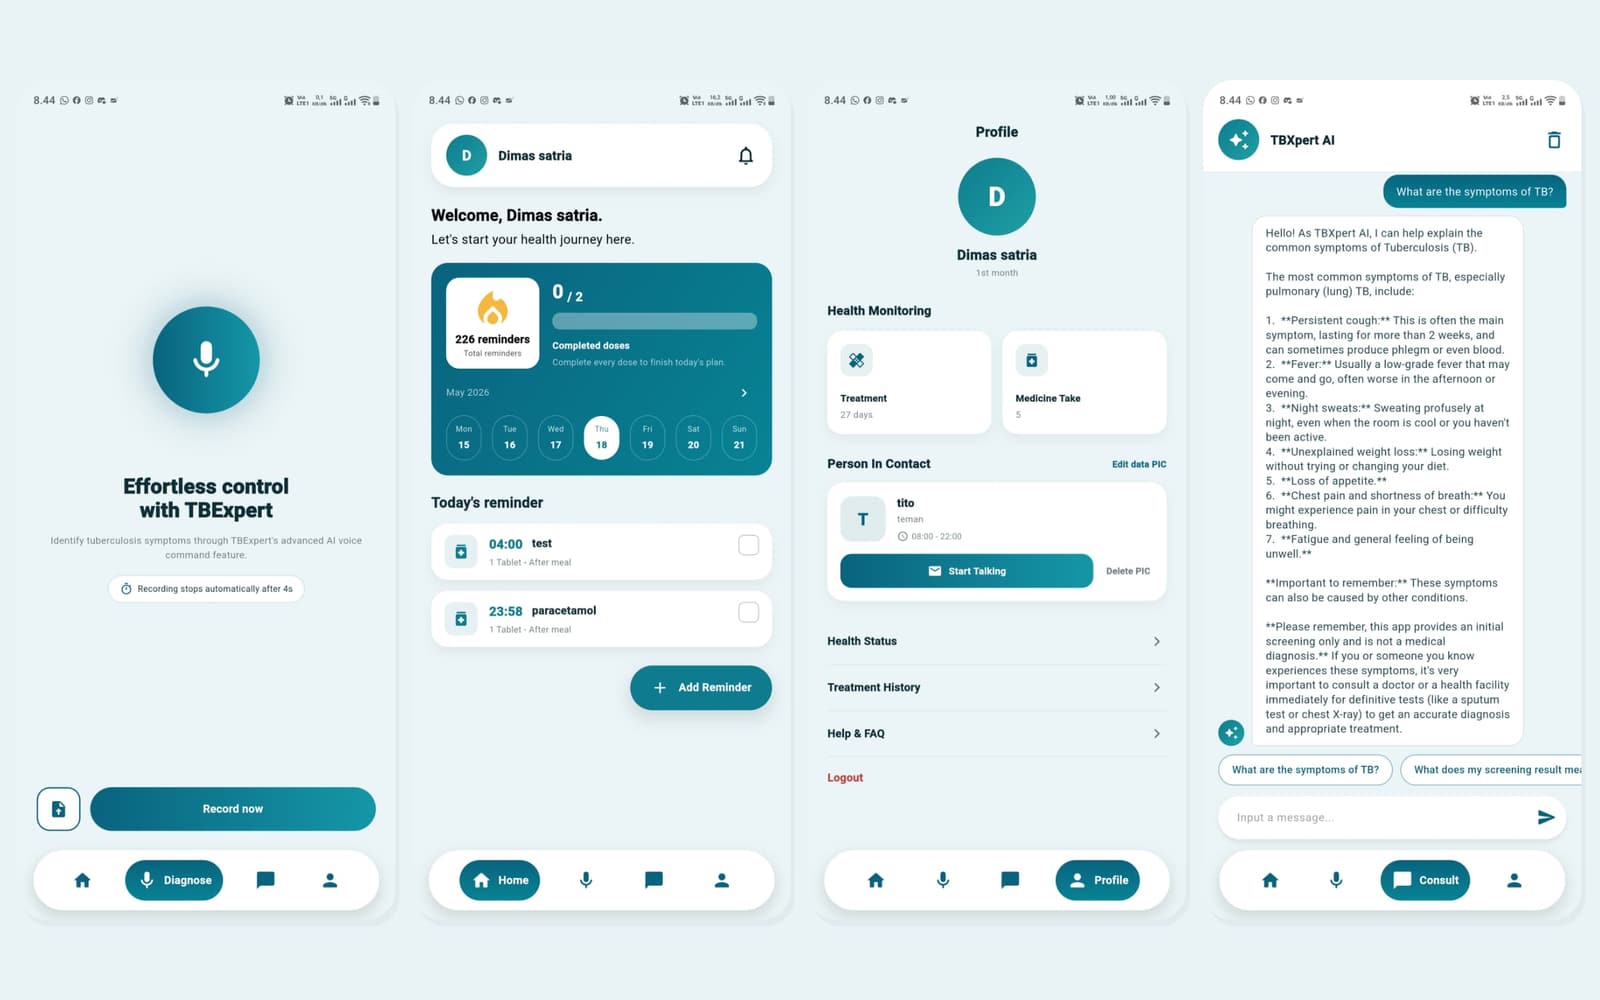 8.44
Effortless control
with TBExpert
Identify tuberculosis symptoms through TBExpert's advanced AI voice
command feature.
Recording stops automatically after 4s
Record now
Diagnose
8.44
D
Dimas satria
Welcome, Dimas satria.
Let's start your health journey here.
226 reminders
Total reminders
0 / 2
Completed doses
Complete every dose to finish today's plan.
May 2026
Mon Tue Wed Thu Fri Sat Sun
15 16 17 18 19 20 21
Today's reminder
04:00 test
1 Tablet - After meal
23:58 paracetamol
1 Tablet - After meal
Add Reminder
Home
8.44
Profile
D
Dimas satria
1st month
Health Monitoring
Treatment
27 days
Medicine Take
5
Person In Contact
Edit data PIC
T
tito
teman
08:00 - 22:00
Start Talking
Delete PIC
Health Status
Treatment History
Help & FAQ
Logout
Profile
8.44
TBXpert AI
What are the symptoms of TB?
Hello! As TBXpert AI, I can help explain the
common symptoms of Tuberculosis (TB).
The most common symptoms of TB, especially
pulmonary (lung) TB, include:
1. **Persistent cough:** This is often the main
symptom, lasting for more than 2 weeks, and
can sometimes produce phlegm or even blood.
2. **Fever:** Usually a low-grade fever that may
come and go, often worse in the afternoon or
evening.
3. **Night sweats:** Sweating profusely at
night, even when the room is cool or you haven't
been active.
4. **Unexplained weight loss:** Losing weight
without trying or changing your diet.
5. **Loss of appetite.**
6. **Chest pain and shortness of breath:** You
might experience pain in your chest or difficulty
breathing.
7. **Fatigue and general feeling of being
unwell.**
**Important to remember:** These symptoms
can also be caused by other conditions.
**Please remember, this app provides an initial
screening only and is not a medical
diagnosis.** If you or someone you know
experiences these symptoms, it's very
important to consult a doctor or a health facility
immediately for definitive tests (like a sputum
test or chest X-ray) to get an accurate diagnosis
and appropriate treatment.
What are the symptoms of TB?
What does my screening result mea
Input a message...
Consult